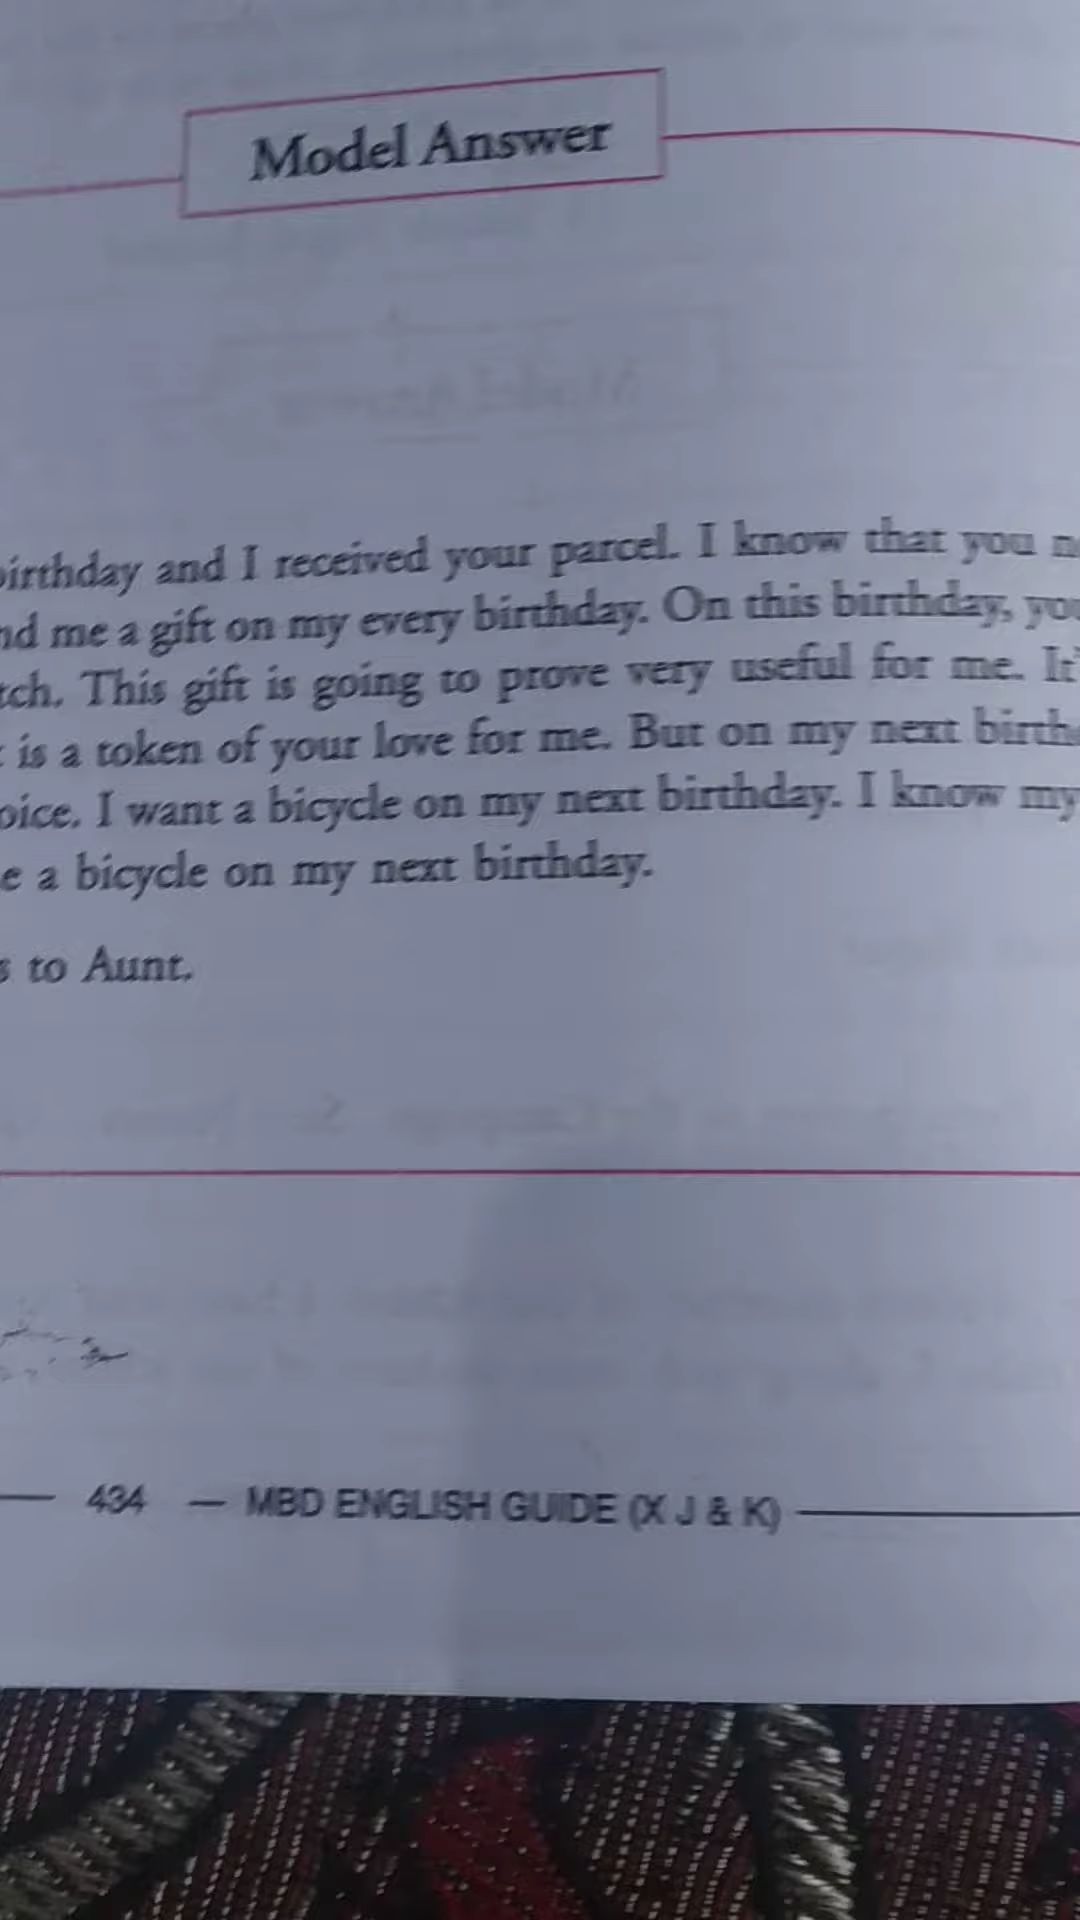 Model Answer
birthday and I received your parcel. I know that you
me a gift on my every birthday. On this birthday,
This gift is going to prove very useful for me.
is a token of your love for me. But on my next
I want a bicycle on my next birthday. I know my
a bicycle on my next birthday.
to Aunt.
434 — MBD ENGLISH GUIDE (X J & K)